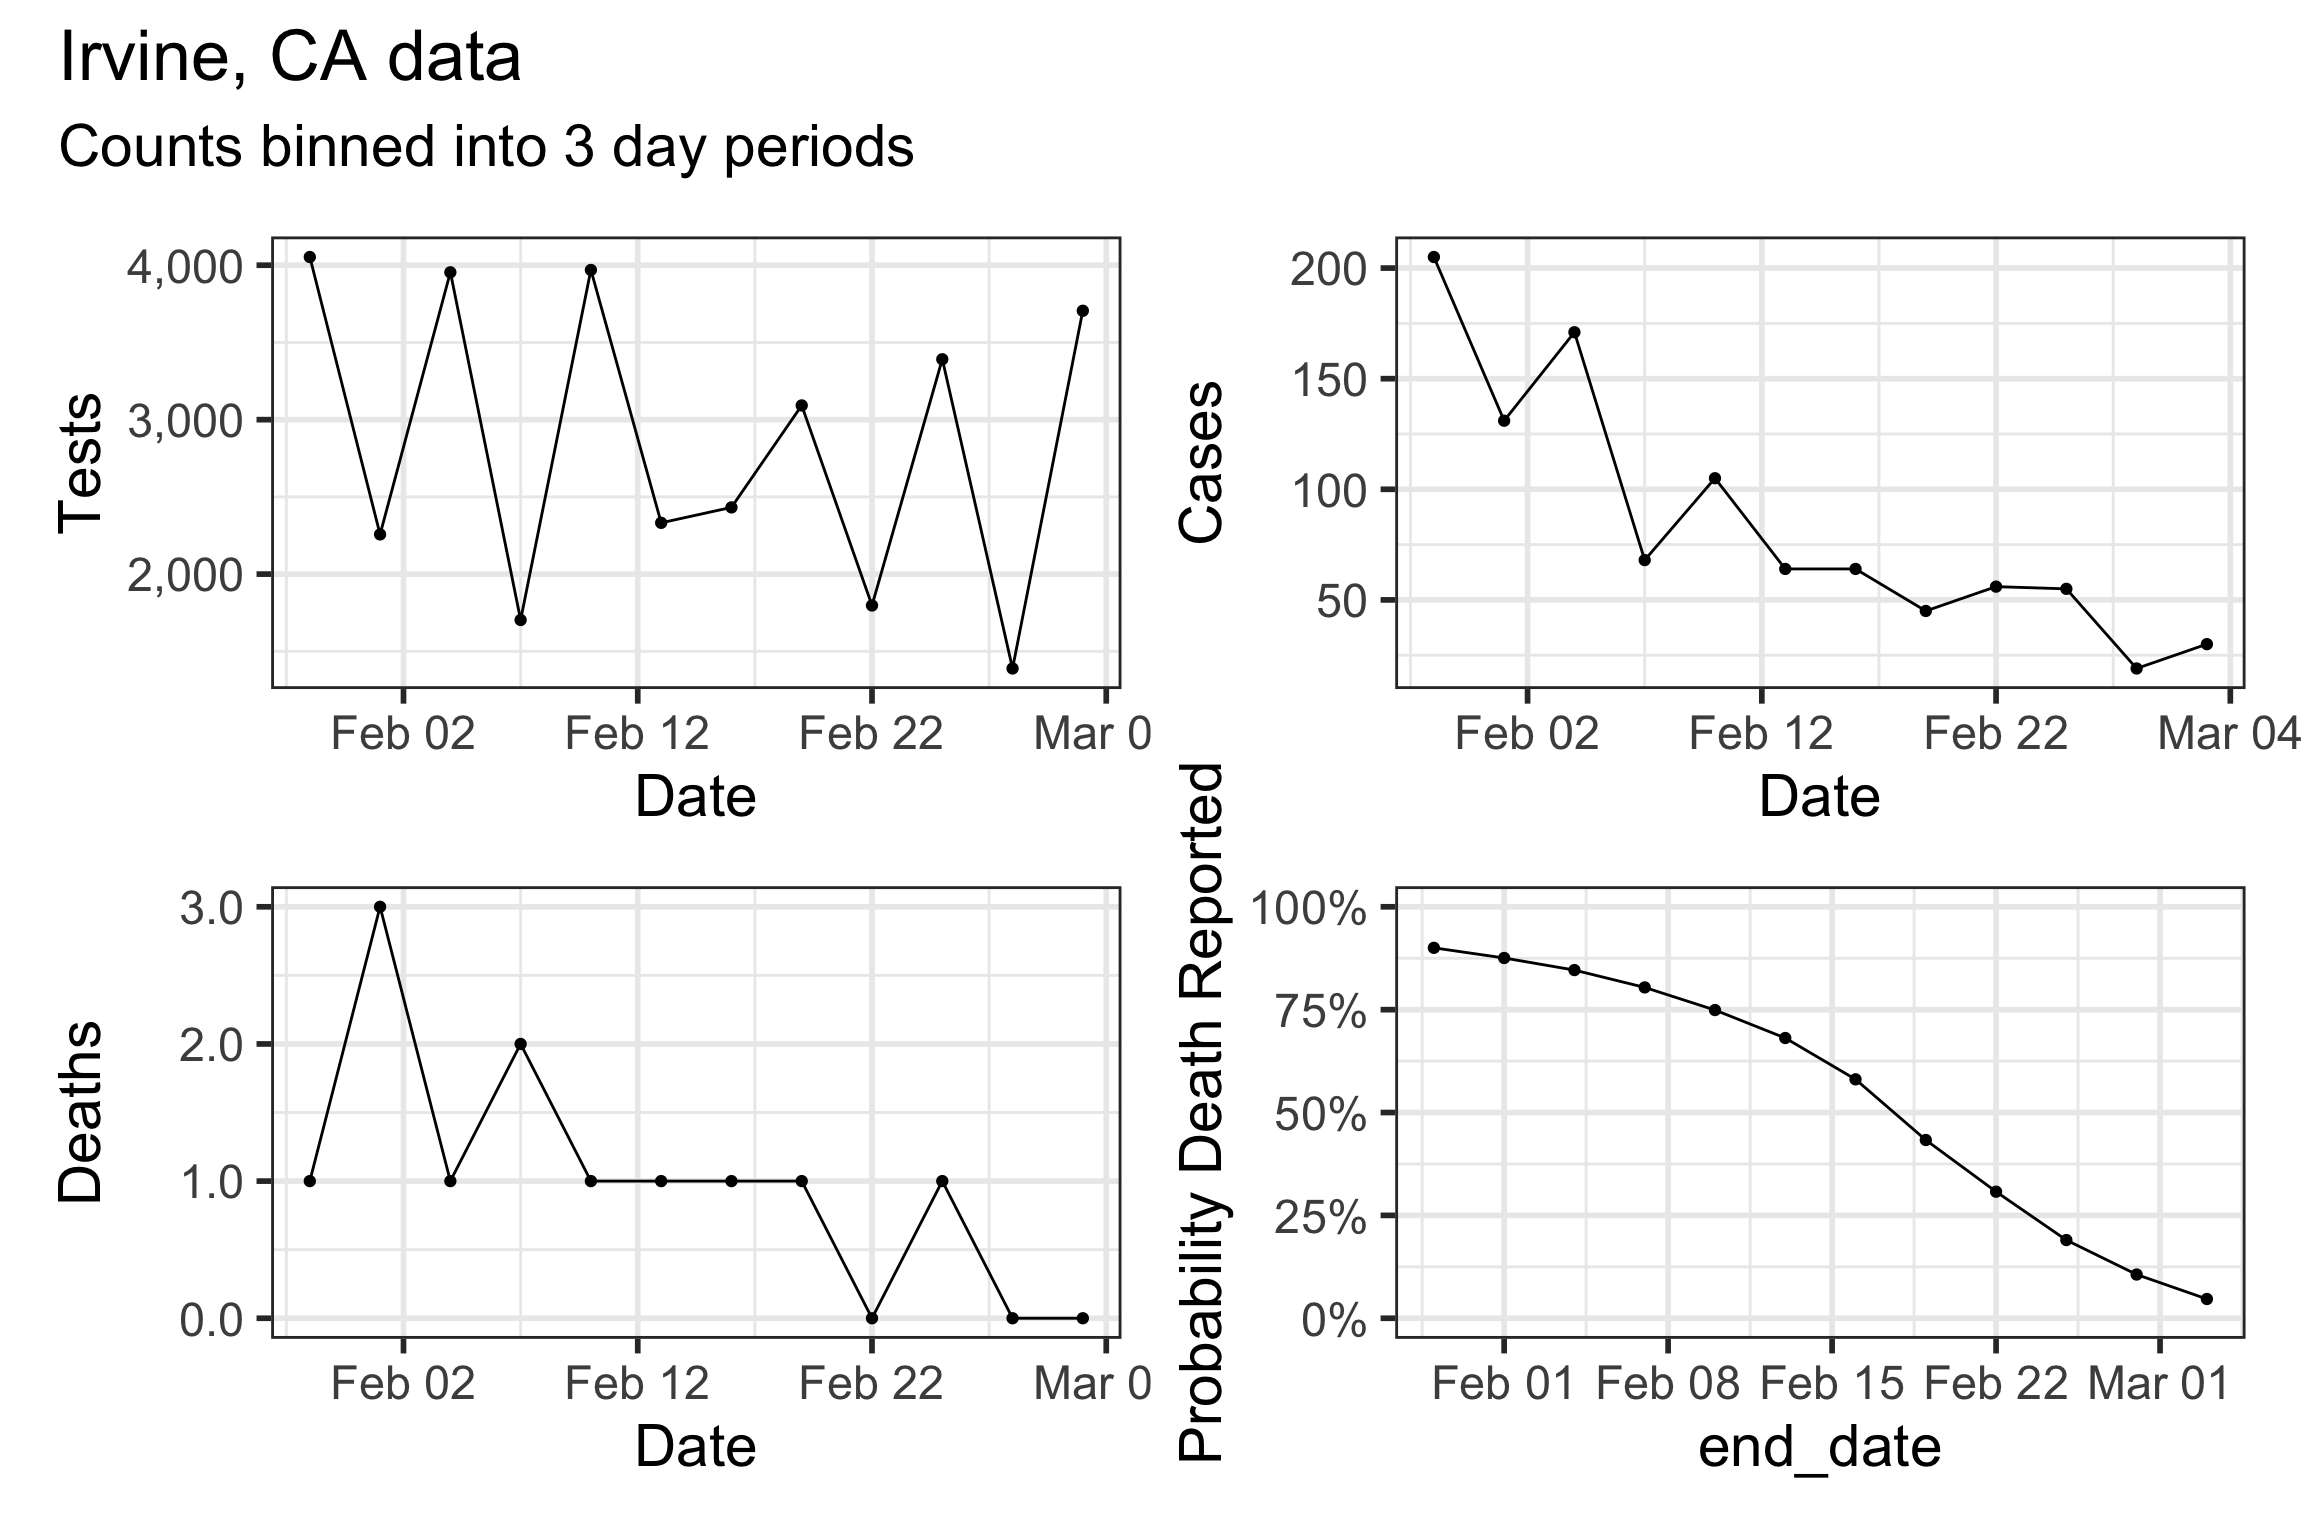 Irvine, CA data
Counts binned into 3 day periods
Tests
4,000
3,000
2,000
Feb 02 Feb 12 Feb 22 Mar 0
Date
Cases
200
150
100
50
Feb 02 Feb 12 Feb 22 Mar 04
Date
Deaths
3.0
2.0
1.0
0.0
Feb 02 Feb 12 Feb 22 Mar 0
Date
Probability Death Reported
100%
75%
50%
25%
0%
Feb 01 Feb 08 Feb 15 Feb 22 Mar 01
end_date